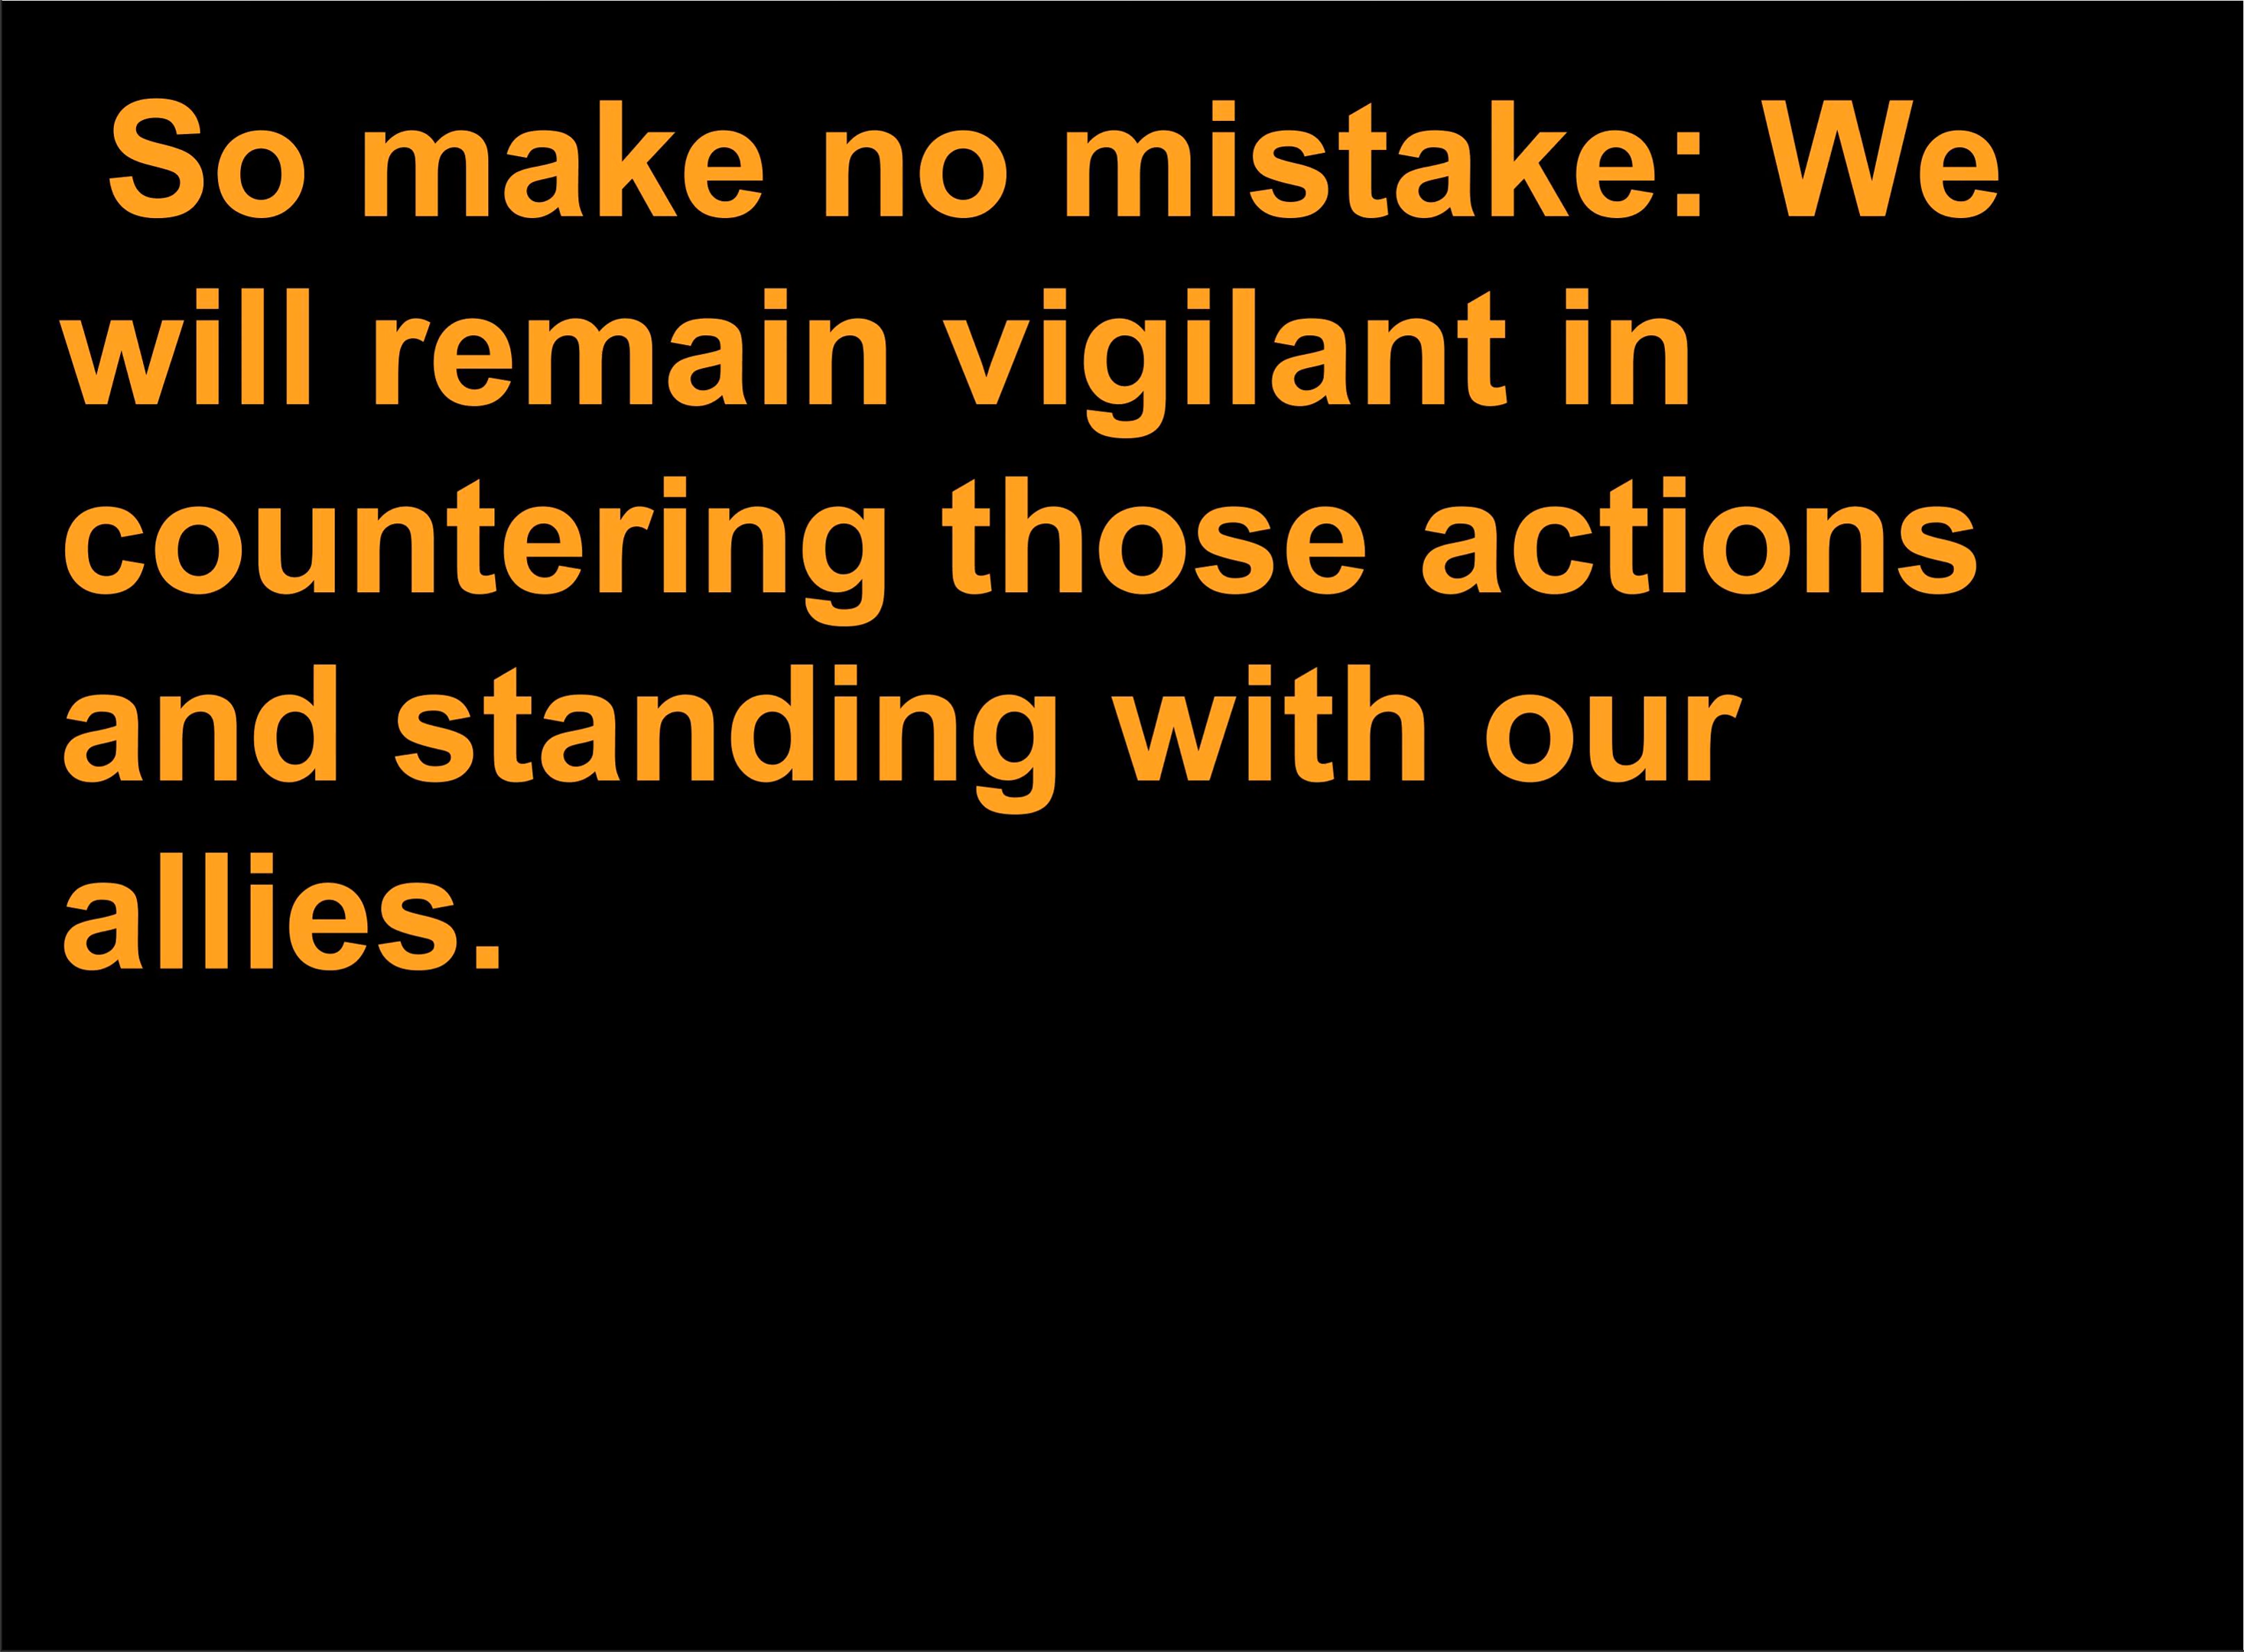 So make no mistake: We
will remain vigilant in
countering those actions
and standing with our
allies.